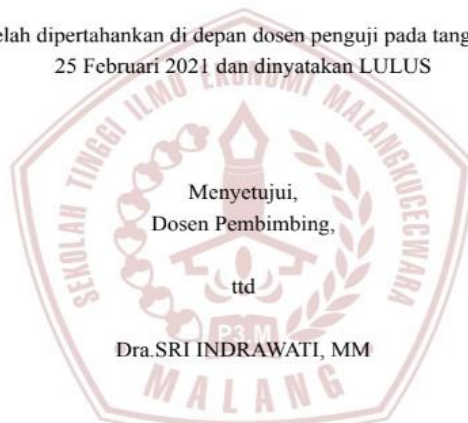 elah dipertahankan di depan dosen penguji pada tang
25 Februari 2021 dan dinyatakan LULUS
SEKOLAH TINGGI ILMU EKONOMI MALANGKUCECWARA
Menyetujui,
Dosen Pembimbing,
ttd
P3M
Dra.SRI INDRAWATI, MM
MALANG